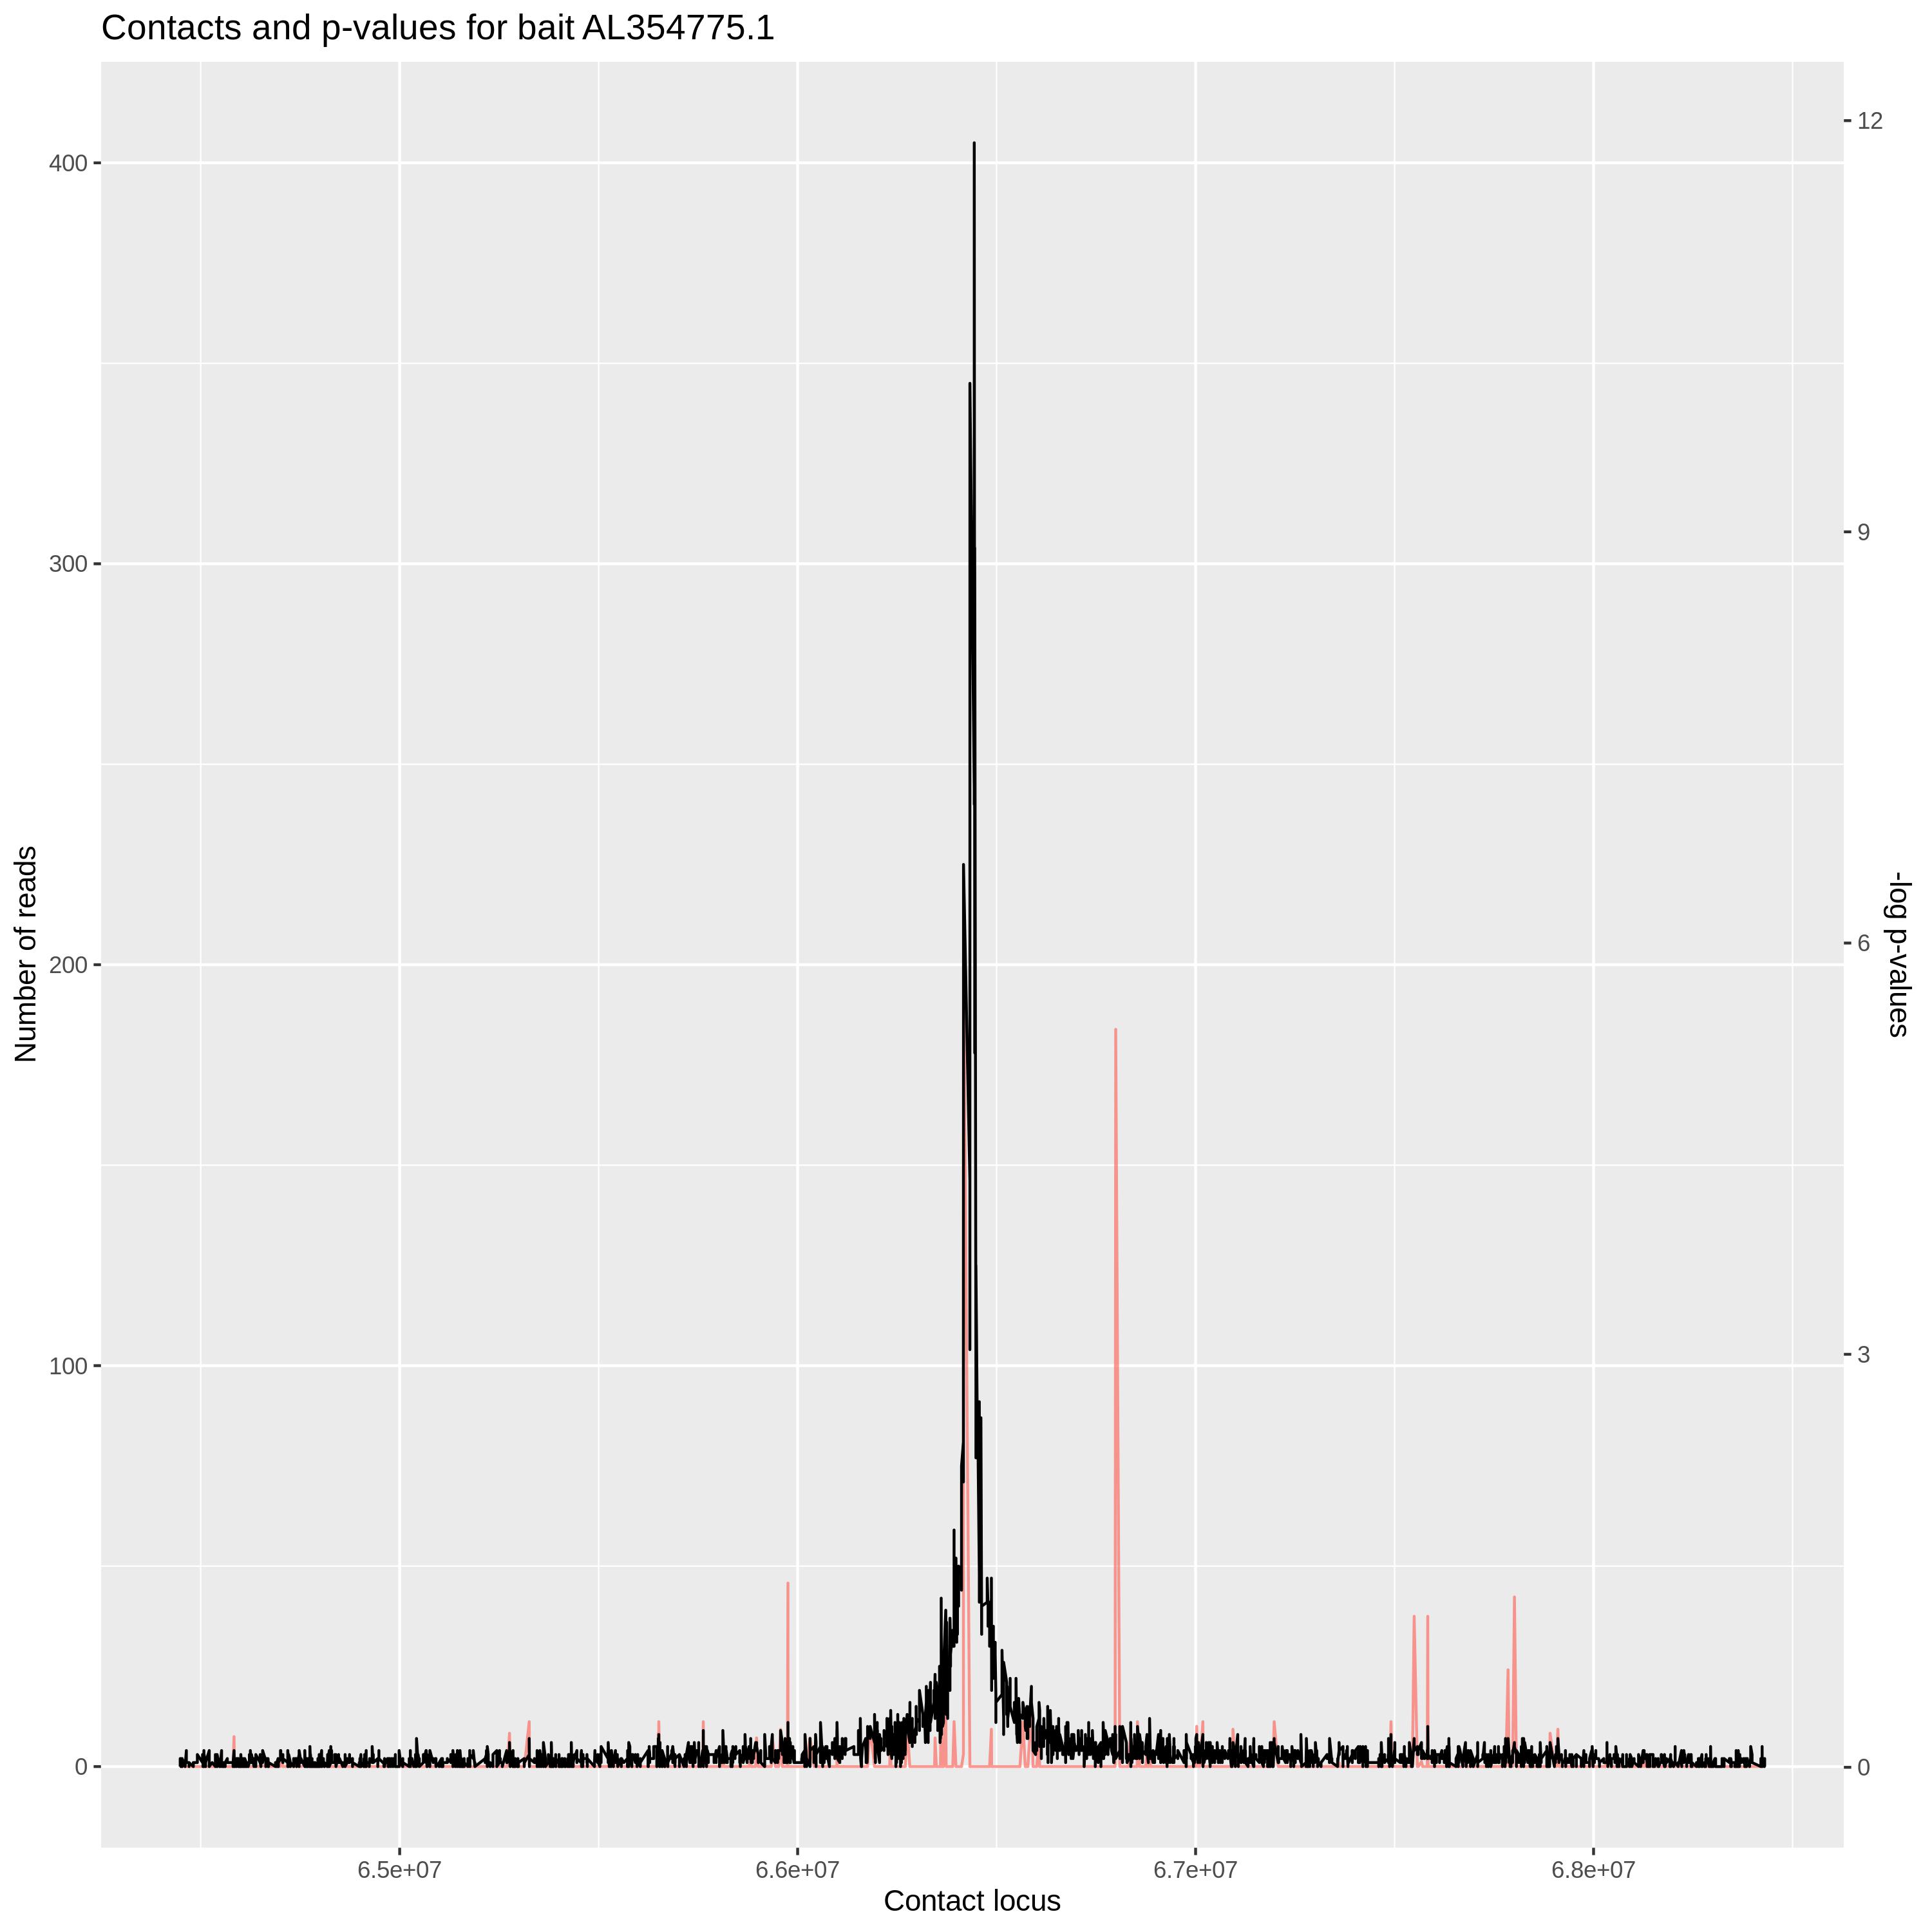 Contacts and p-values for bait AL354775.1
400
300
200
100
0
12
9
6
3
0
Number of reads
-log p-values
6.5e+07
6.6e+07
6.7e+07
6.8e+07
Contact locus